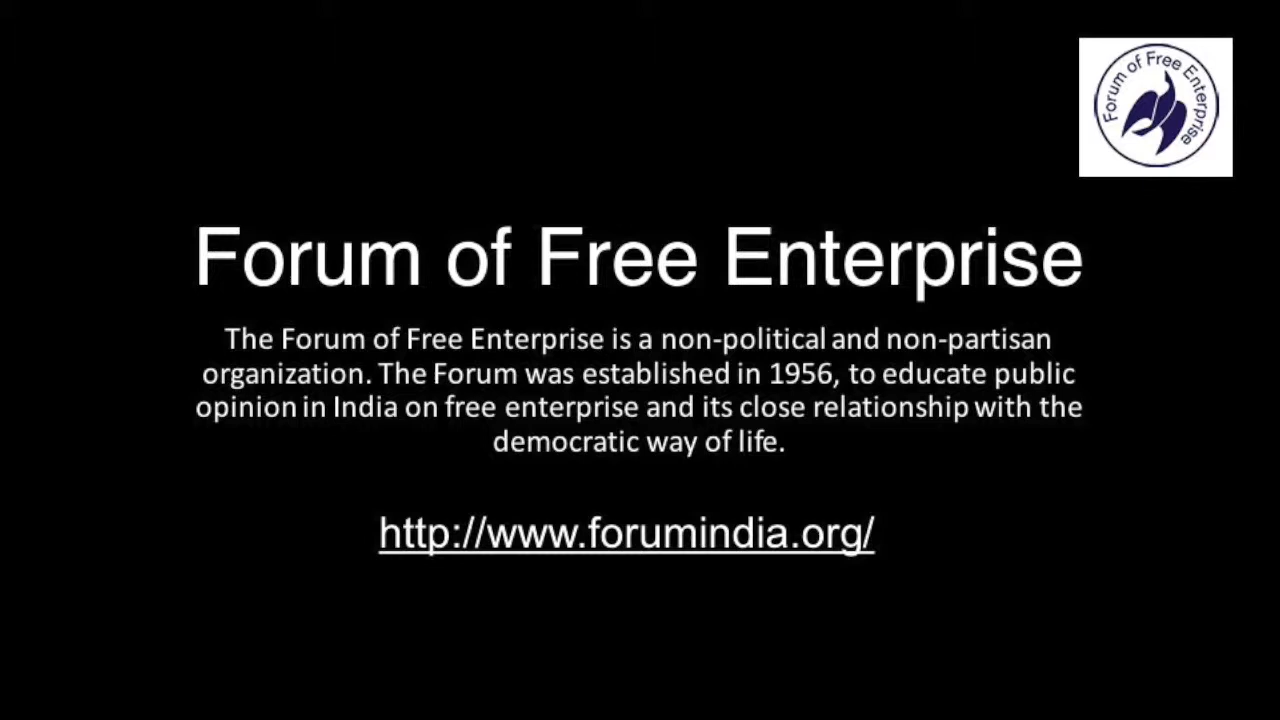 Forum of Free Enterprise
Forum of Free Enterprise
The Forum of Free Enterprise is a non-political and non-partisan
organization. The Forum was established in 1956, to educate public
opinion in India on free enterprise and its close relationship with the
democratic way of life.
http://www.forumindia.org/